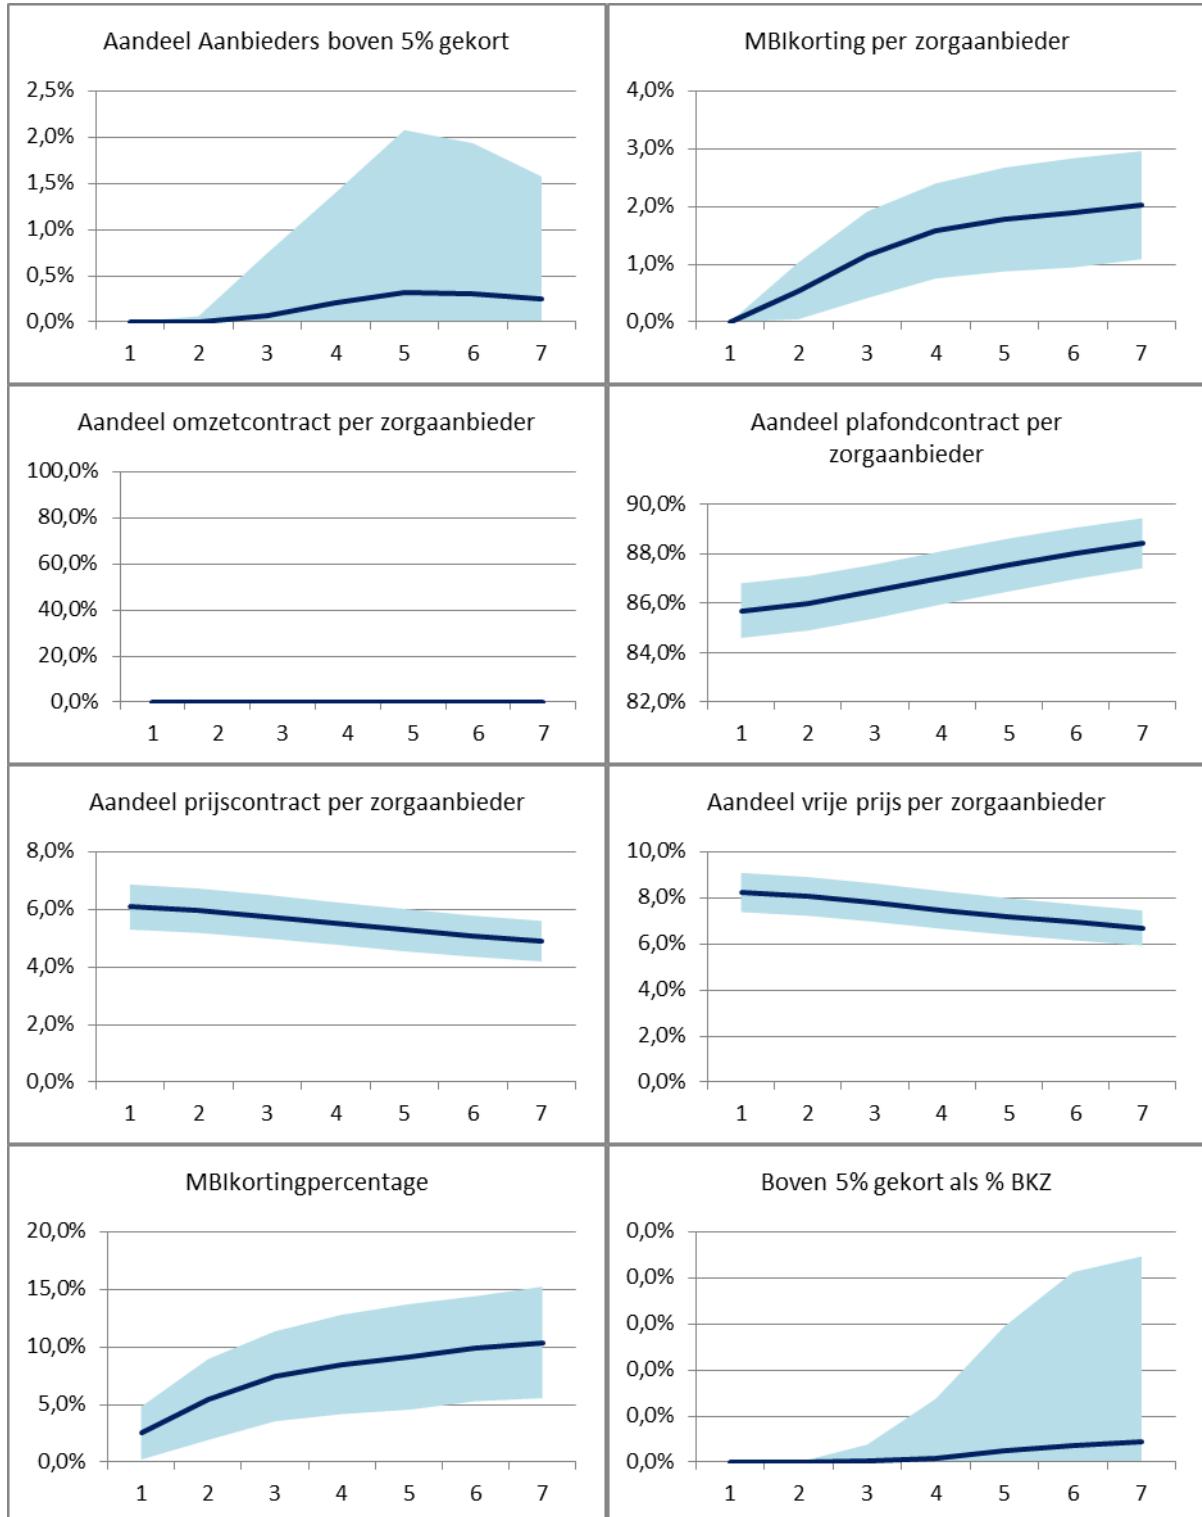 Aandeel Aanbieders boven 5% gekort
2,5%
2,0%
1,5%
1,0%
0,5%
0,0%
1 2 3 4 5 6 7
MBIkorting per zorgaanbieder
4,0%
3,0%
2,0%
1,0%
0,0%
1 2 3 4 5 6 7
Aandeel omzetcontract per zorgaanbieder
100,0%
80,0%
60,0%
40,0%
20,0%
0,0%
1 2 3 4 5 6 7
Aandeel plafondcontract per
zorgaanbieder
90,0%
88,0%
86,0%
84,0%
82,0%
1 2 3 4 5 6 7
Aandeel prijscontract per zorgaanbieder
8,0%
6,0%
4,0%
2,0%
0,0%
1 2 3 4 5 6 7
Aandeel vrije prijs per zorgaanbieder
10,0%
8,0%
6,0%
4,0%
2,0%
0,0%
1 2 3 4 5 6 7
MBIkortingpercentage
20,0%
15,0%
10,0%
5,0%
0,0%
1 2 3 4 5 6 7
Boven 5% gekort als % BKZ
0,0%
0,0%
0,0%
0,0%
0,0%
0,0%
1 2 3 4 5 6 7